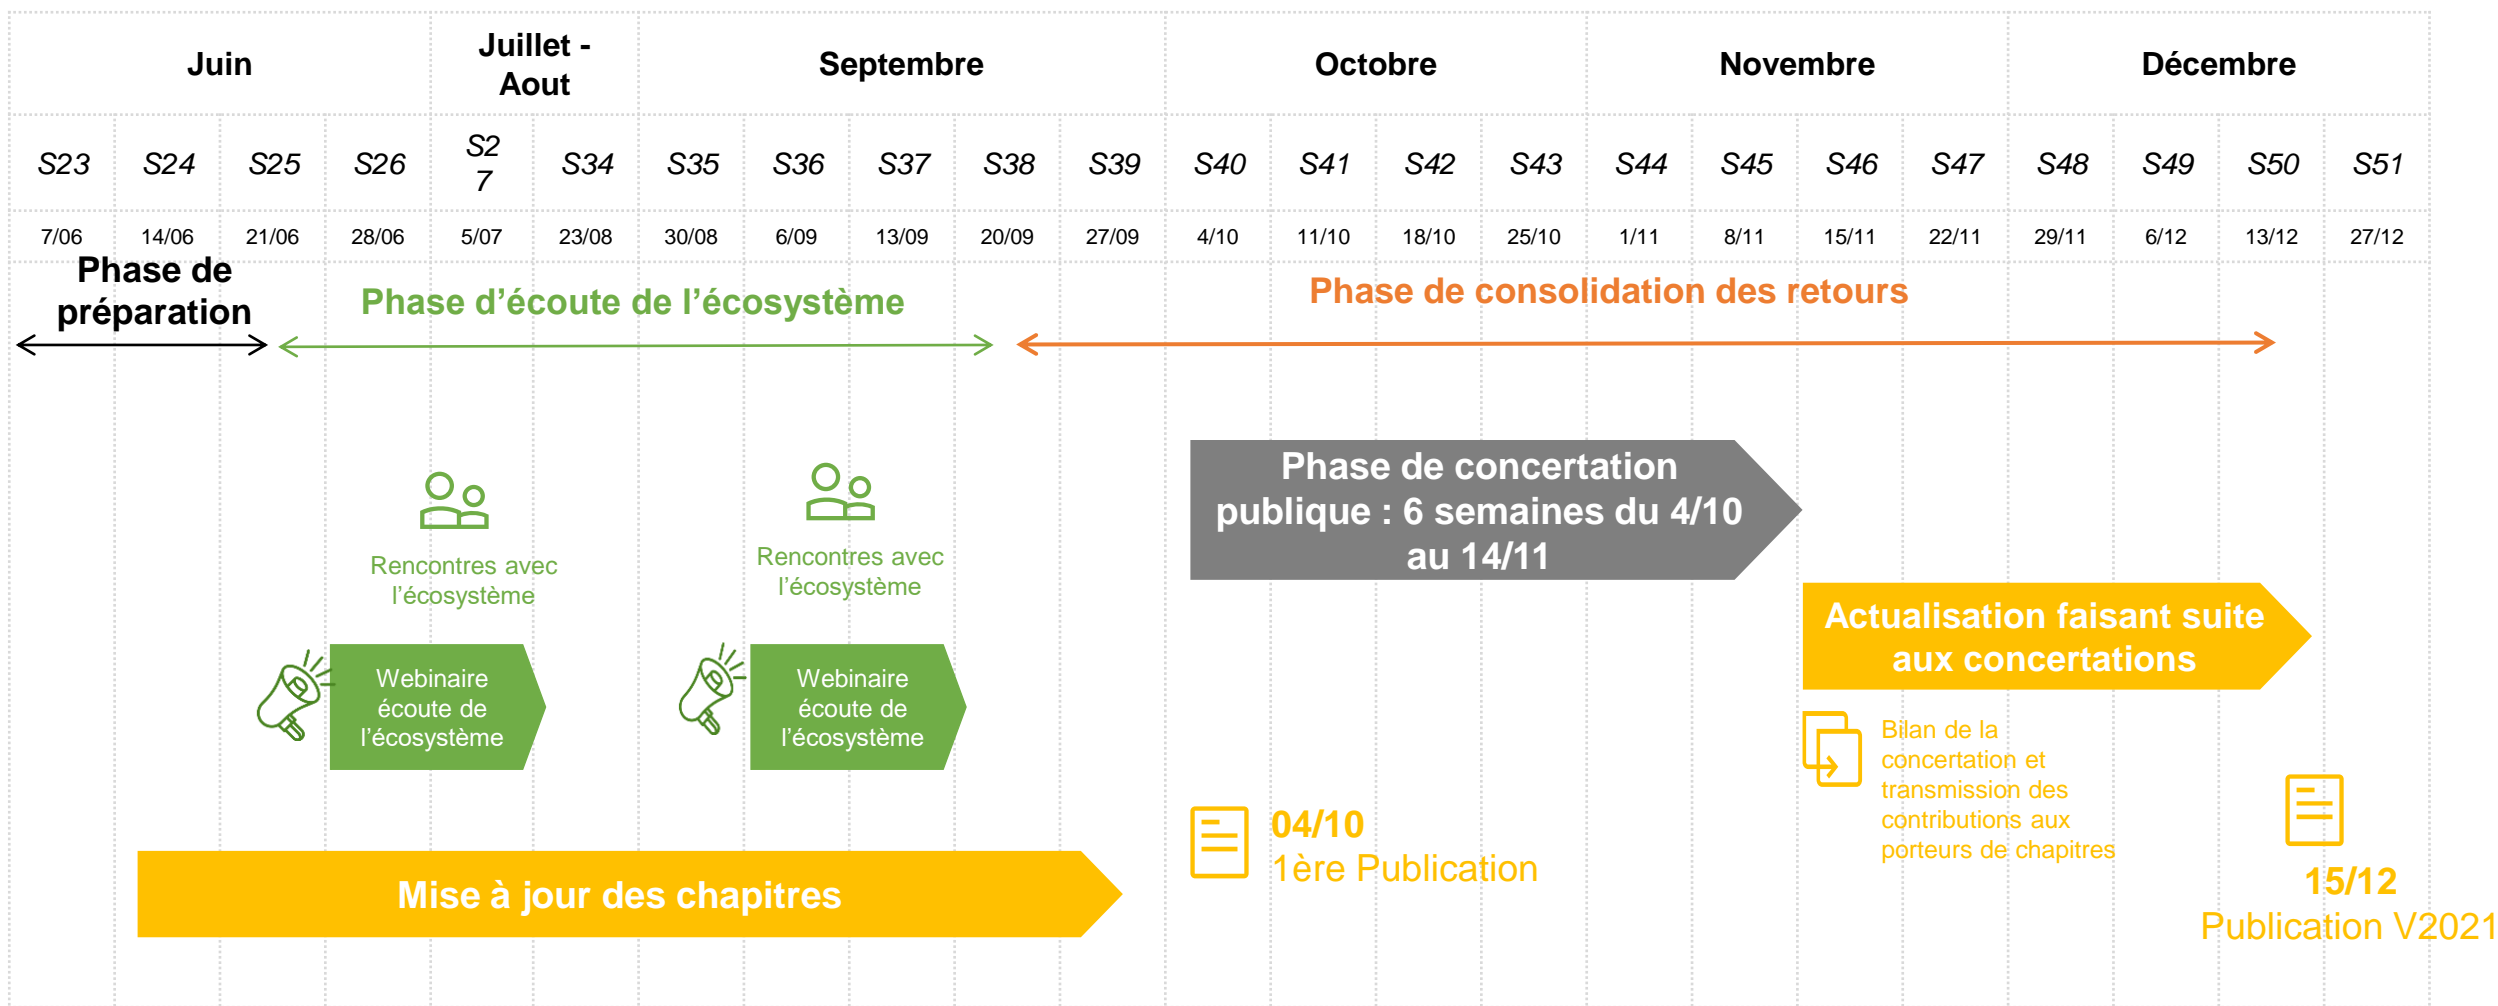 Juin
Juillet -
Aout
Septembre
Octobre
Novembre
Décembre
S23
S24
S25
S26
S2
7
S34
S35
S36
S37
S38
S39
S40
S41
S42
S43
S44
S45
S46
S47
S48
S49
S50
S51
7/06
14/06
21/06
28/06
5/07
23/08
30/08
6/09
13/09
20/09
27/09
4/10
11/10
18/10
25/10
1/11
8/11
15/11
22/11
29/11
6/12
13/12
27/12
Phase de
préparation
Phase d’écoute de l’écosystème
Phase de consolidation des retours
Phase de concertation
publique : 6 semaines du 4/10
au 14/11
Rencontres avec
l’écosystème
Rencontres avec
l’écosystème
Actualisation faisant suite
aux concertations
Webinaire
écoute de
l’écosystème
Webinaire
écoute de
l’écosystème
Bilan de la
concertation et
transmission des
contributions aux
porteurs de chapitres
04/10
1ère Publication
Mise à jour des chapitres
15/12
Publication V2021